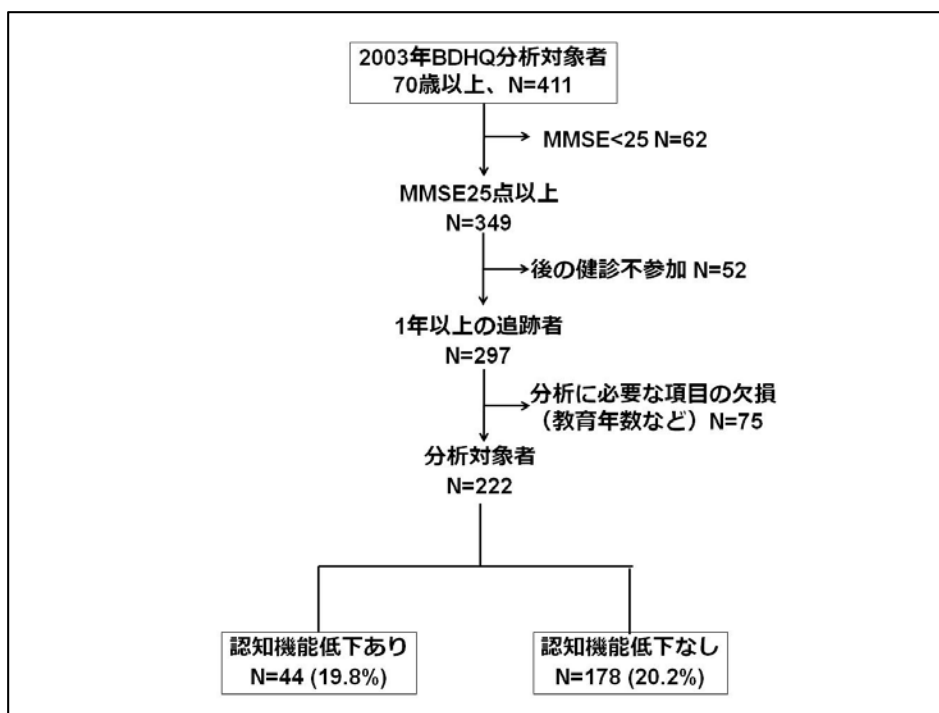 2003年BDHQ分析対象者
70歳以上、N=411
MMSE<25 N=62
MMSE25点以上
N=349
後の健診不参加 N=52
1年以上の追跡者
N=297
分析に必要な項目の欠損
（教育年数など）N=75
分析対象者
N=222
認知機能低下あり
N=44 (19.8%)
認知機能低下なし
N=178 (20.2%)